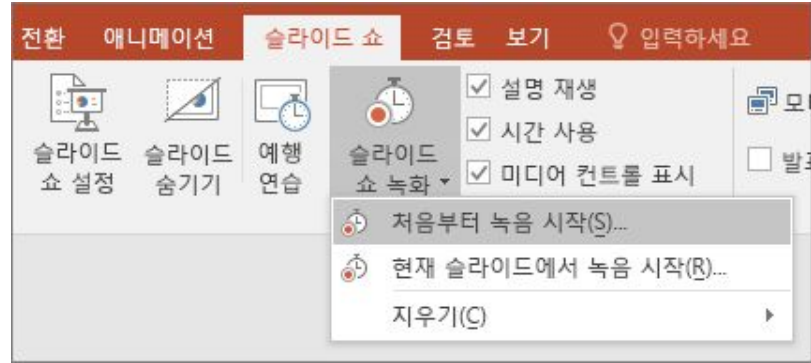 전환 애니메이션 슬라이드 쇼 검토 보기 입력하세요
슬라이드
쇼 설정
슬라이드
숨기기
예행
연습
슬라이드
쇼 녹화
설명 재생
시간 사용
미디어 컨트롤 표시
처음부터 녹음 시작(S)...
현재 슬라이드에서 녹음 시작(R)...
지우기(C)